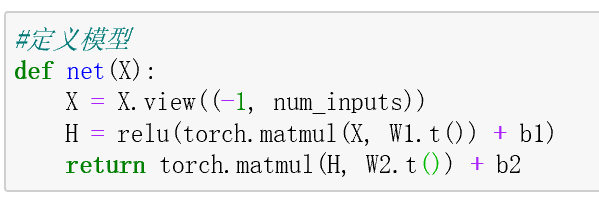 #定义模型
def net(X):
    X = X.view((-1, num_inputs))
    H = relu(torch.matmul(X, W1.t()) + b1)
    return torch.matmul(H, W2.t()) + b2